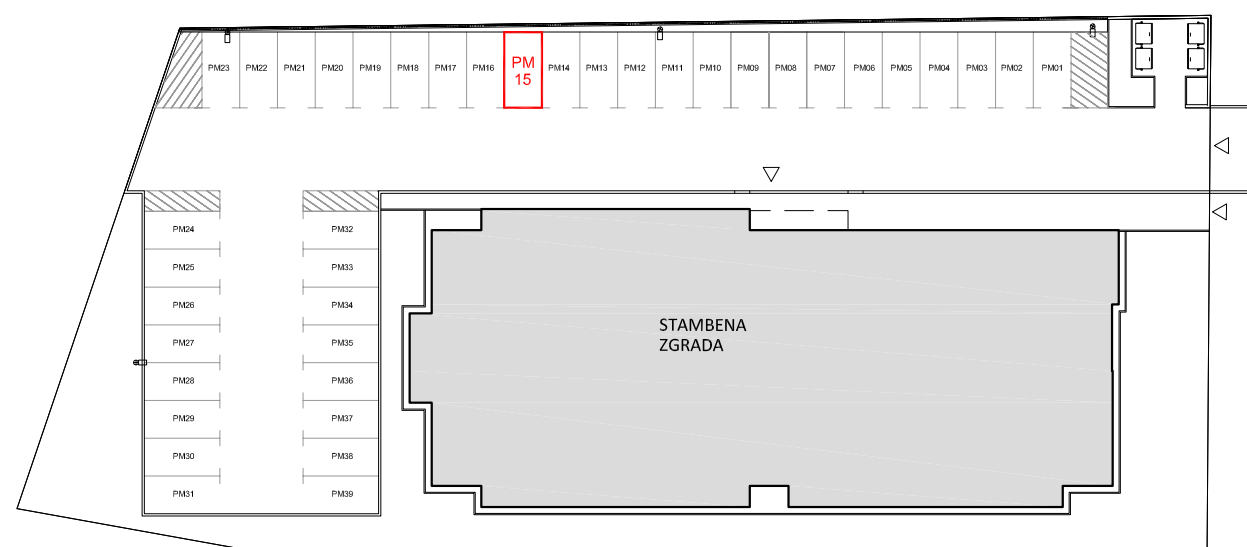 PM23 PM22 PM21 PM20 PM19 PM18 PM17 PM16 PM PM14 PM13 PM12 PM11 PM10 PM09 PM08 PM07 PM06 PM05 PM04 PM03 PM02 PM01
15
PM24 PM32
PM25 PM33
PM26 PM34
PM27 PM35
PM28 PM36
PM29 PM37
PM30 PM38
PM31 PM39
STAMBENA
ZGRADA